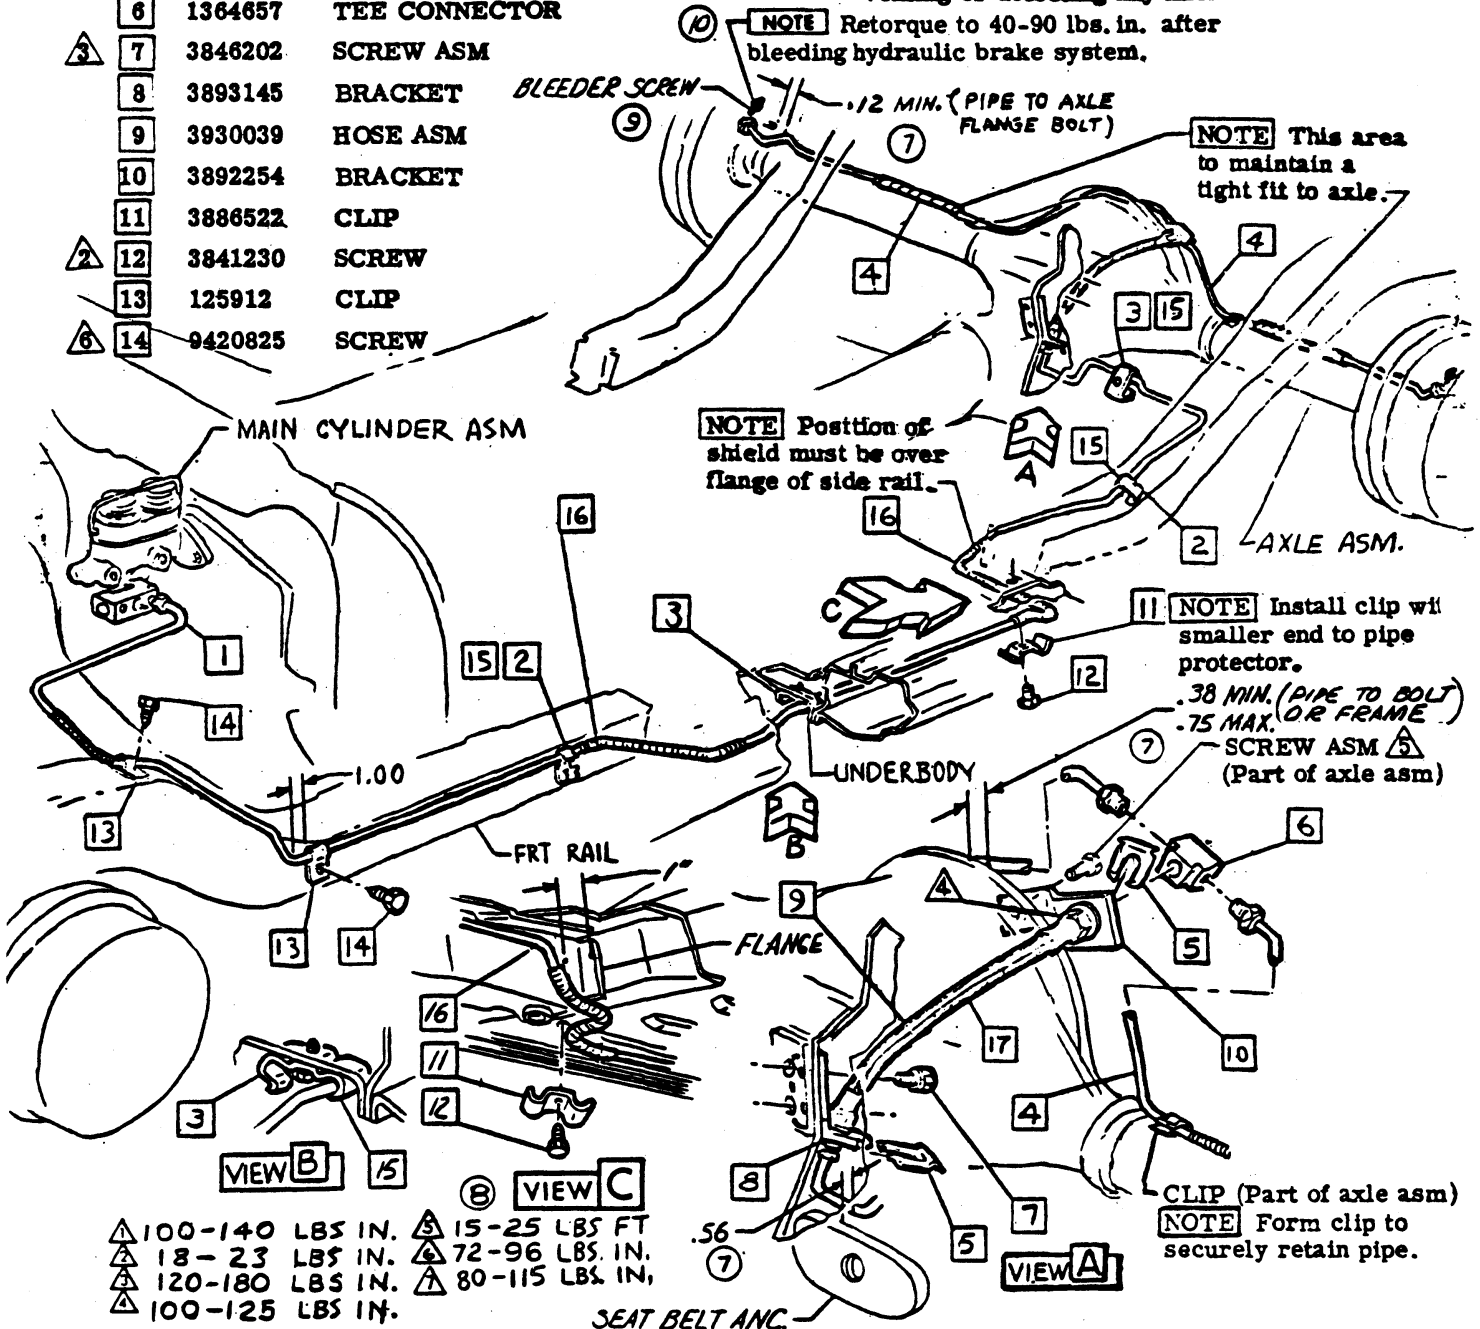 6 1364657 TEE CONNECTOR
3 7 3846202 SCREW ASM
8 3893145 BRACKET
9 3930039 HOSE ASM
10 3892254 BRACKET
11 3886522 CLIP
2 12 3841230 SCREW
13 125912 CLIP
6 14 9420825 SCREW
10
NOTE Retorque to 40-90 lbs. in. after
bleeding hydraulic brake system.
BLEEDER SCREW
9
.12 MIN. (PIPE TO AXLE
FLANGE BOLT)
7
NOTE This area
to maintain a
tight fit to axle.
4
4
3 15
MAIN CYLINDER ASM
NOTE Posttion of
shield must be over
flange of side rail.
A
15
16
16
2
AXLE ASM.
C
3
11 NOTE Install clip wi
smaller end to pipe
protector.
1
15 2
12
14
.38 MIN. (PIPE TO BOLT)
.75 MAX. OR FRAME
7
SCREW ASM 5
(Part of axle asm)
1.00
UNDERBODY
13
B
6
FRT RAIL
1"
4
9
13
14
FLANGE
5
16
17
10
11
3
12
4
VIEW B
15
8
VIEW C
8
7
CLIP (Part of axle asm)
NOTE Form clip to
securely retain pipe.
.56
7
5
VIEW A
1 100-140 LBS IN.
2 18-23 LBS IN.
3 120-180 LBS IN.
4 100-125 LBS IN.
5 15-25 LBS FT
6 72-96 LBS. IN.
7 80-115 LBS. IN,
SEAT BELT ANC.